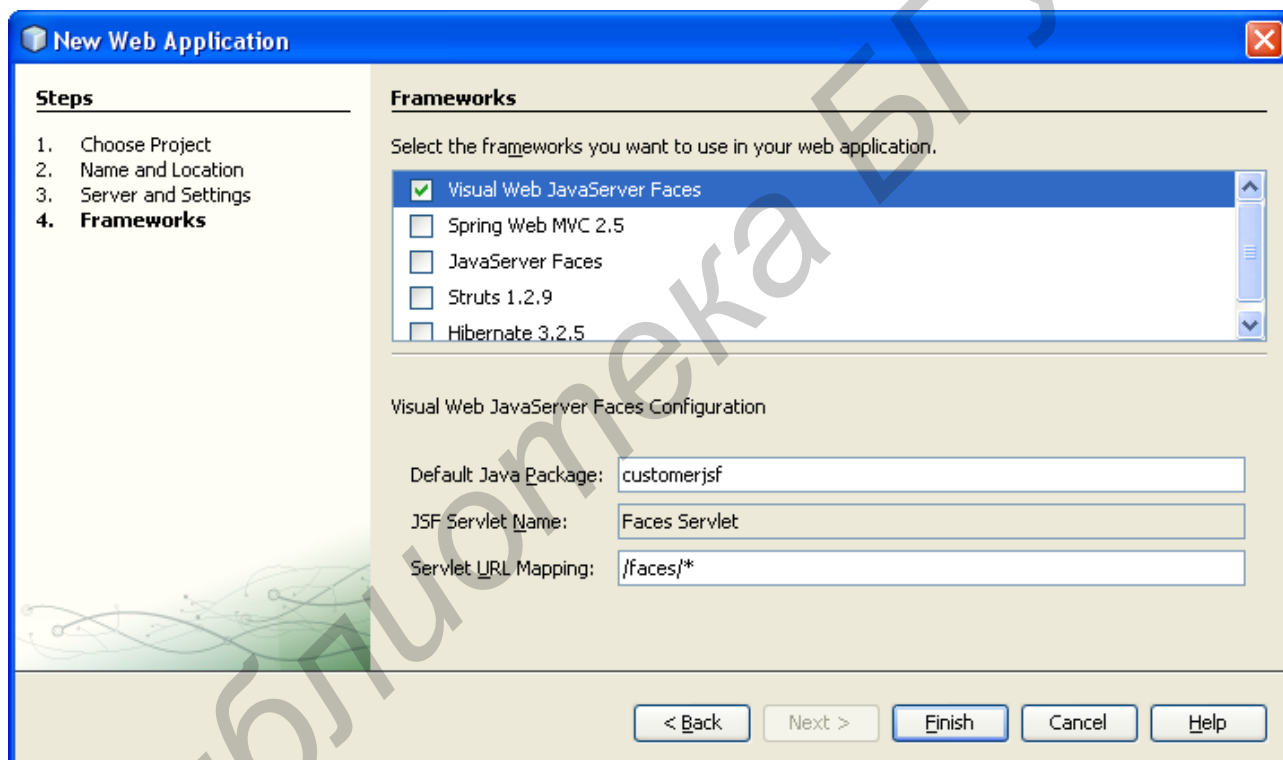 New Web Application
Steps
1. Choose Project
2. Name and Location
3. Server and Settings
4. Frameworks
Frameworks
Select the frameworks you want to use in your web application.
Visual Web JavaServer Faces
Spring Web MVC 2.5
JavaServer Faces
Struts 1.2.9
Hibernate 3.2.5
Visual Web JavaServer Faces Configuration
Default Java Package: customerjsf
JSF Servlet Name: Faces Servlet
Servlet URL Mapping: /faces/*
< Back Next > Finish Cancel Help